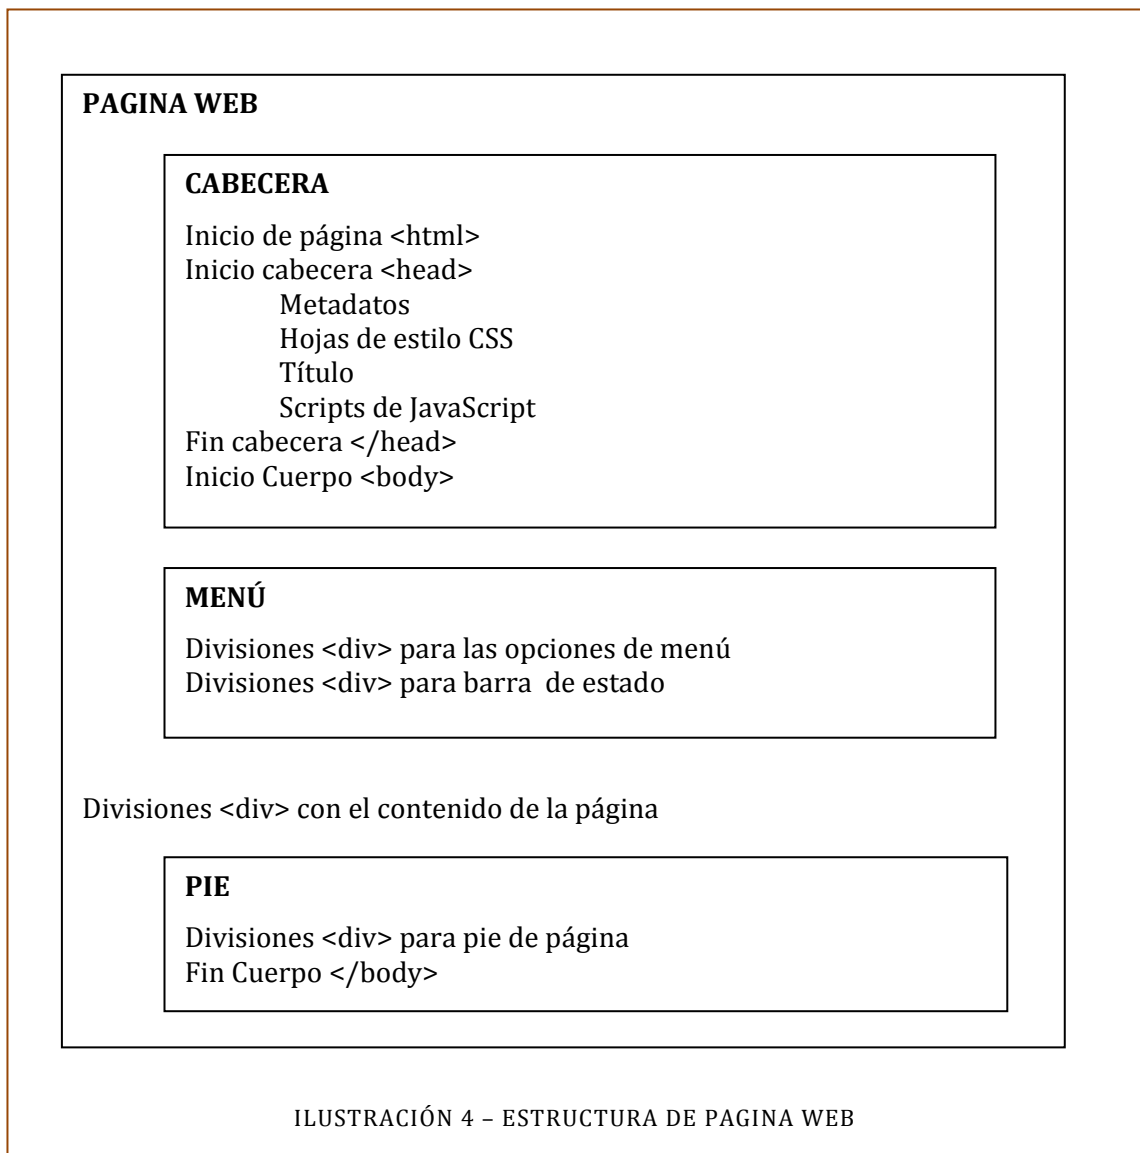 PAGINA WEB
CABECERA
Inicio de página <html>
Inicio cabecera <head>
Metadatos
Hojas de estilo CSS
Título
Scripts de JavaScript
Fin cabecera </head>
Inicio Cuerpo <body>
MENÚ
Divisiones <div> para las opciones de menú
Divisiones <div> para barra  de estado
Divisiones <div> con el contenido de la página
PIE
Divisiones <div> para pie de página
Fin Cuerpo </body>
ILUSTRACIÓN 4 – ESTRUCTURA DE PAGINA WEB